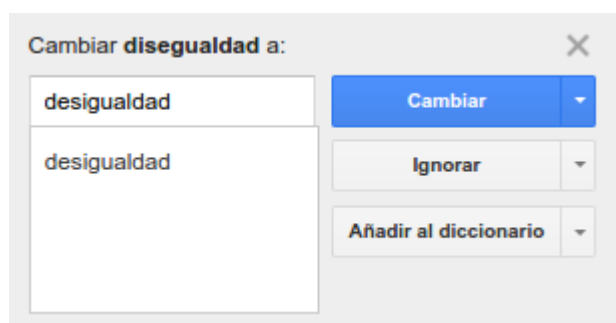 Cambiar disegualdad a:
desigualdad
Cambiar
desigualdad
Ignorar
Añadir al diccionario